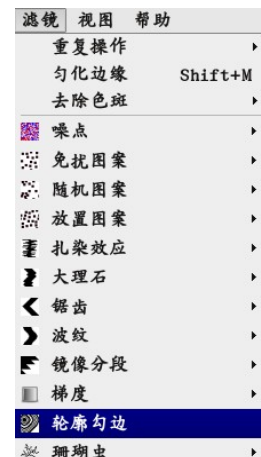 滤镜 视图 帮助
重复操作
匀化边缘 Shift+M
去除色斑
噪点
免扰图案
随机图案
放置图案
扎染效应
大理石
锯齿
波纹
镜像分段
梯度
轮廓勾边
珊瑚虫